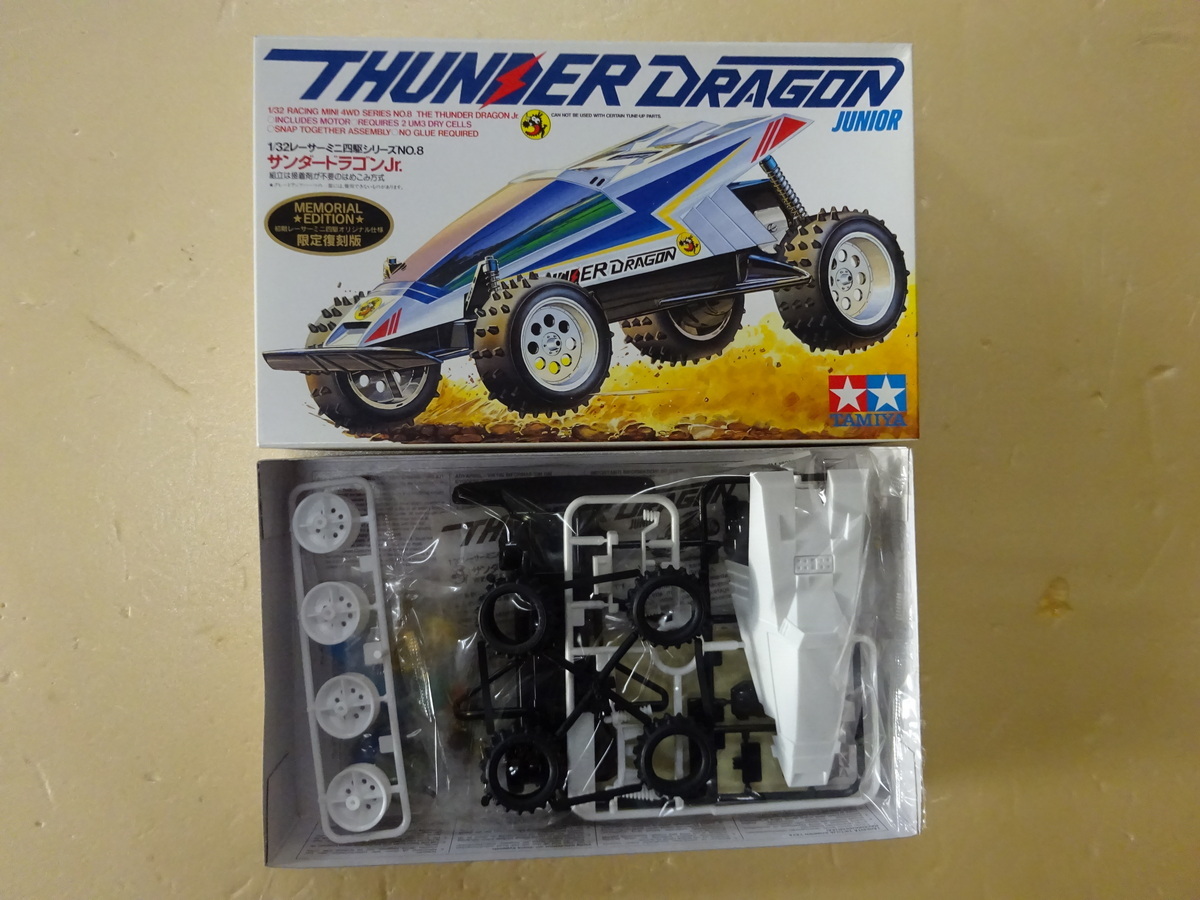 THUNDER DRAGON
JUNIOR
1/32 RACING MINI 4WD SERIES NO.8 THE THUNDER DRAGON Jr.
○INCLUDES MOTOR ○REQUIRES 2 UM3 DRY CELLS
○SNAP TOGETHER ASSEMBLY ○NO GLUE REQUIRED
CAN NOT BE USED WITH CERTAIN TUNE-UP PARTS.
1/32レーサーミニ四駆シリーズNO.8
サンダードラゴンJr.
組立は接着剤が不要のはめこみ方式
MEMORIAL
★EDITION★
初期レーサーミニ四駆オリジナル仕様
限定復刻版
THUNDER DRAGON
TAMIYA
THUNDER DRAGON